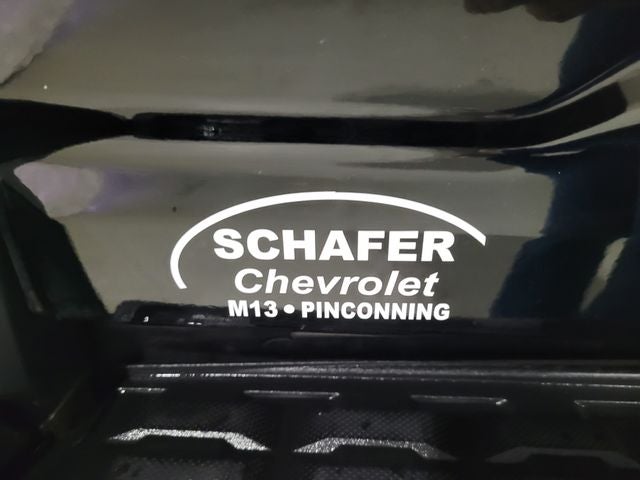 SCHAFER
Chevrolet
M13 • PINCONNING